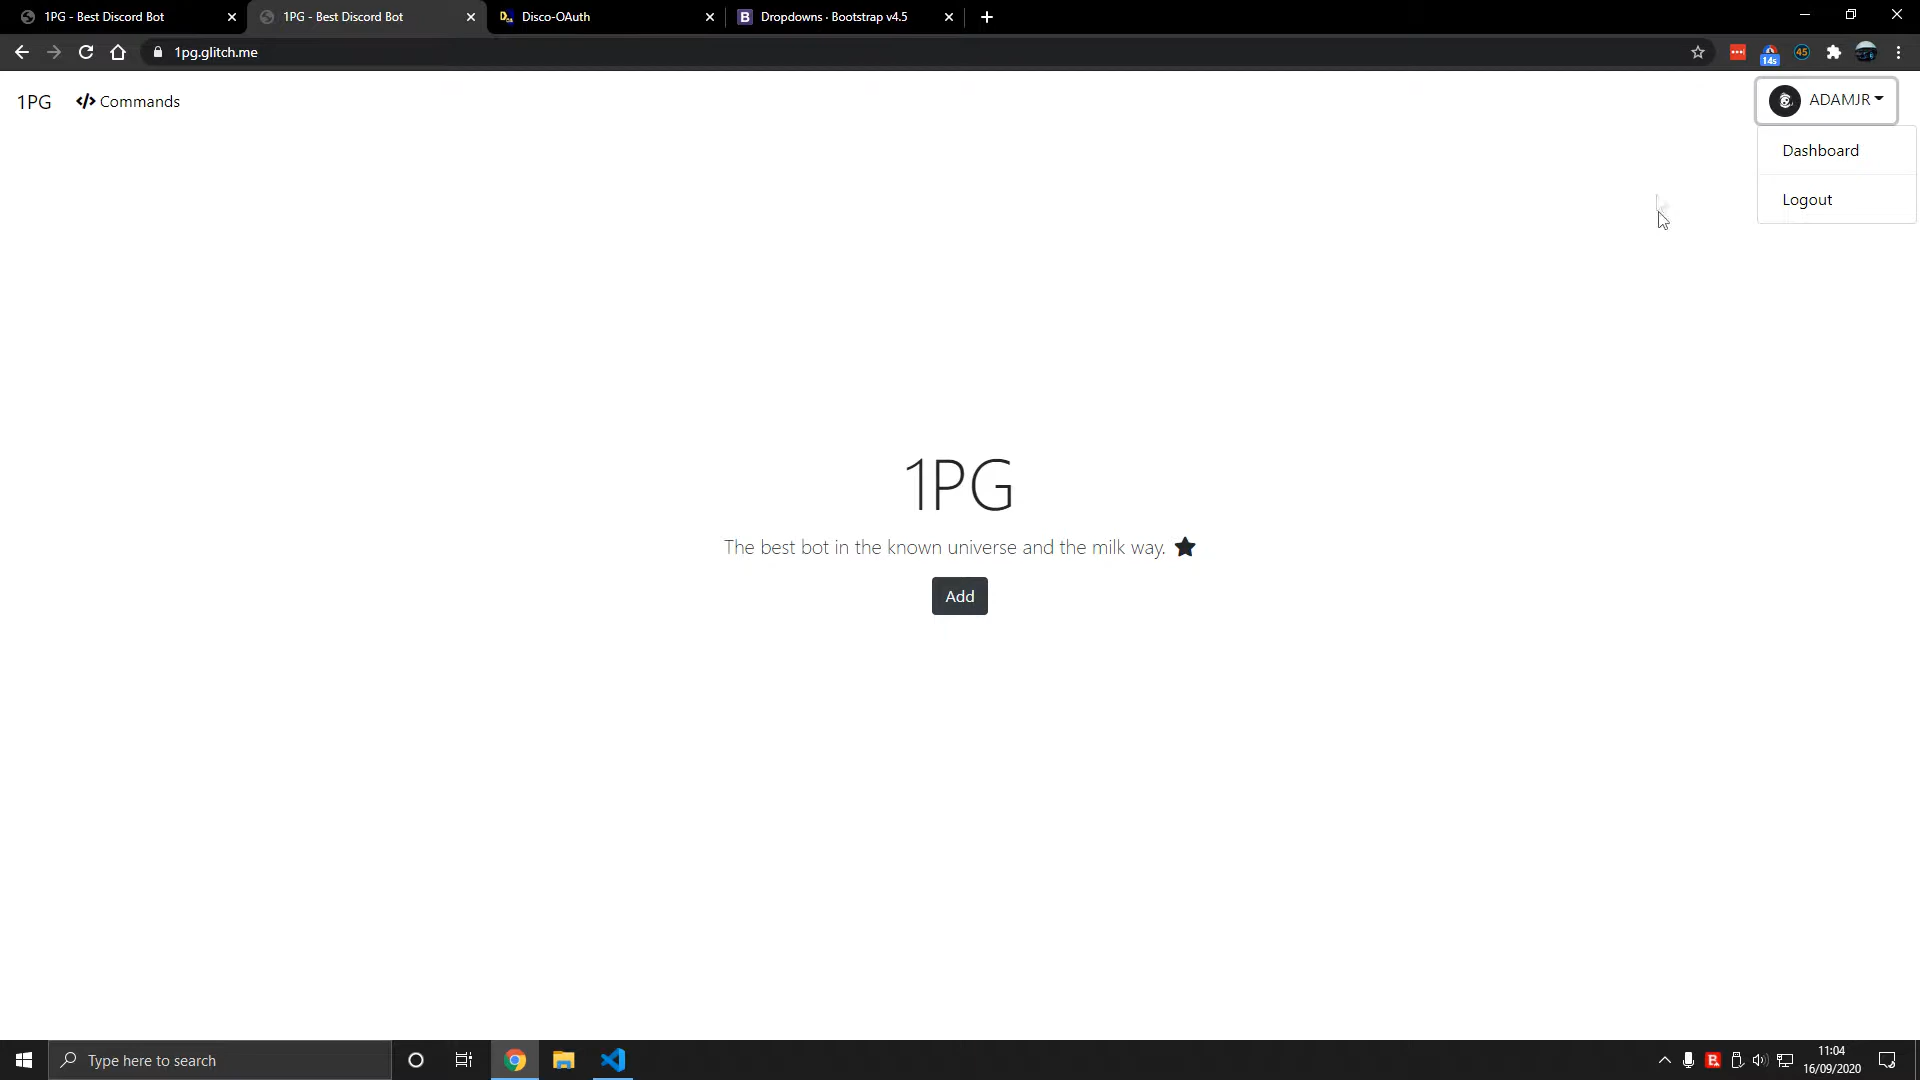 1PG - Best Discord Bot
1PG - Best Discord Bot
Disco-OAuth
Dropdowns · Bootstrap v4.5
1pg.glitch.me
14s
45
1PG
</> Commands
ADAMJR
Dashboard
Logout
1PG
The best bot in the known universe and the milk way.
Add
Type here to search
11:04
16/09/2020